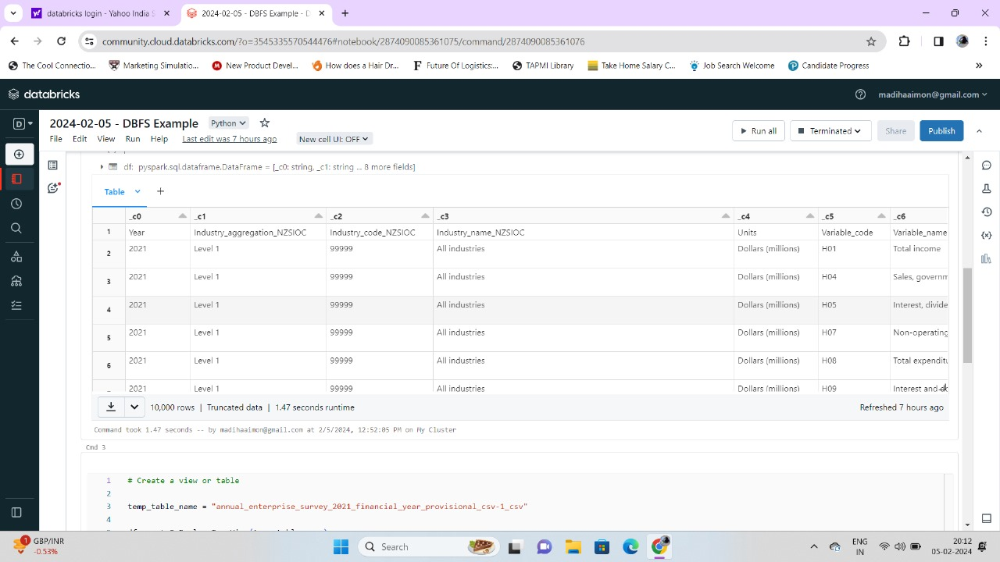 databricks login - Yahoo India S
2024-02-05 - DBFS Example - D
community.cloud.databricks.com/?o=3545335570544476#notebook/2874090085361075/command/2874090085361076
The Cool Connectio...
Marketing Simulatio...
New Product Devel...
How does a Hair Dr...
Future Of Logistics:...
TAPMI Library
Take Home Salary C...
Job Search Welcome
Candidate Progress
databricks
madihaaimon@gmail.com
D
2024-02-05 - DBFS Example
Python
Run all
Terminated
Share
Publish
File Edit View Run Help
Last edit was 7 hours ago
New cell UI: OFF
df: pyspark.sql.dataframe.DataFrame = [_c0: string, _c1: string ... 8 more fields]
Table
_c0 _c1 _c2 _c3 _c4 _c5 _c6
1 Year Industry_aggregation_NZSIOC Industry_code_NZSIOC Industry_name_NZSIOC Units Variable_code Variable_name
2 2021 Level 1 99999 All industries Dollars (millions) H01 Total income
3 2021 Level 1 99999 All industries Dollars (millions) H04 Sales, governm
4 2021 Level 1 99999 All industries Dollars (millions) H05 Interest, divide
5 2021 Level 1 99999 All industries Dollars (millions) H07 Non-operating
6 2021 Level 1 99999 All industries Dollars (millions) H08 Total expenditu
2021 Level 1 99999 All industries Dollars (millions) H09 Interest and
10,000 rows | Truncated data | 1.47 seconds runtime
Refreshed 7 hours ago
Command took 1.47 seconds -- by madihaaimon@gmail.com at 2/5/2024, 12:52:05 PM on My Cluster
Cmd 3
1 # Create a view or table
2
3 temp_table_name = "annual_enterprise_survey_2021_financial_year_provisional_csv-1_csv"
4
1
GBP/INR
-0.53%
Search
ENG
IN
20:12
05-02-2024